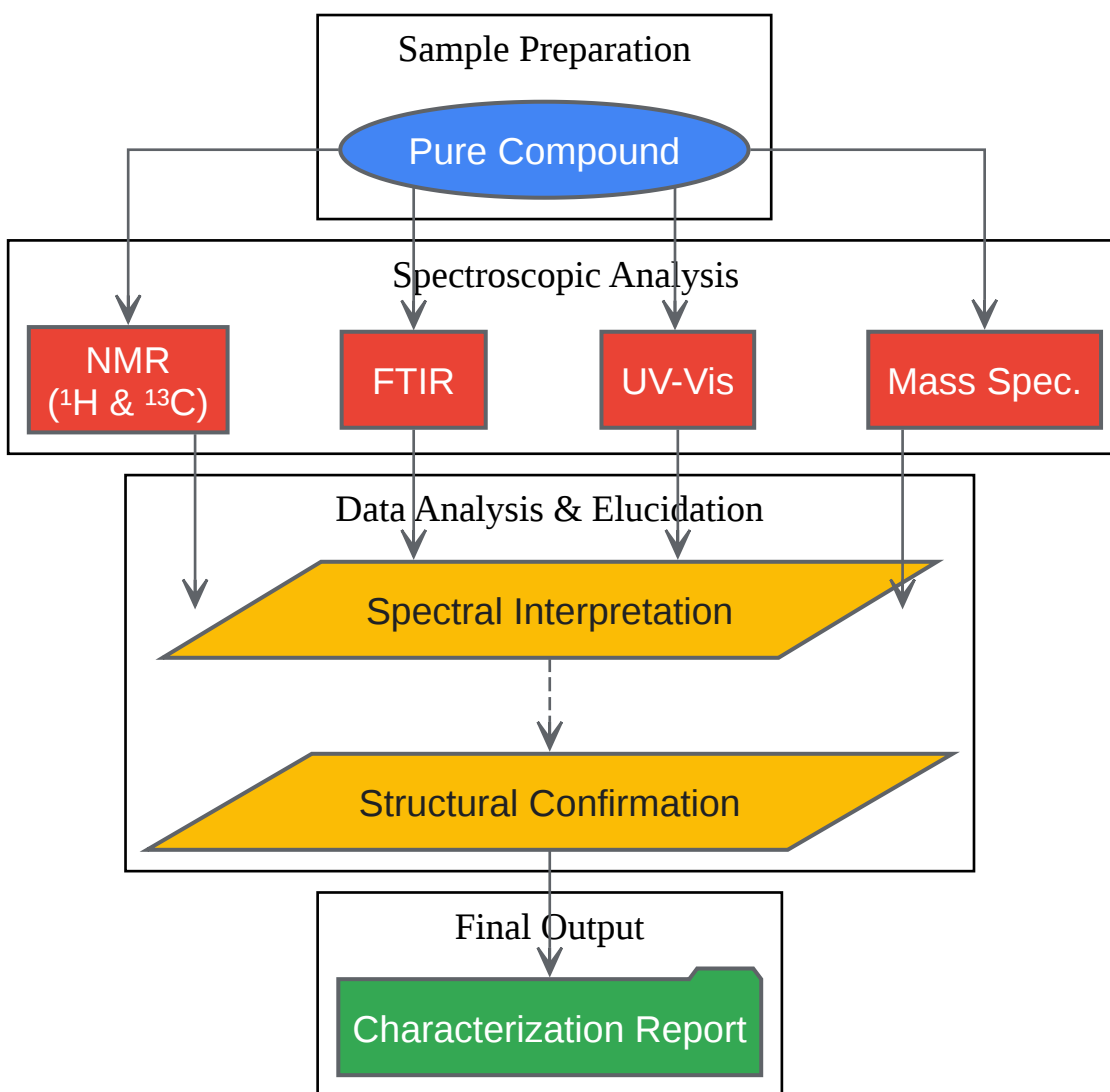 Sample Preparation
Pure Compound
Spectroscopic Analysis
NMR
(¹H & ¹³C)
FTIR
UV-Vis
Mass Spec.
Data Analysis & Elucidation
Spectral Interpretation
Structural Confirmation
Final Output
Characterization Report